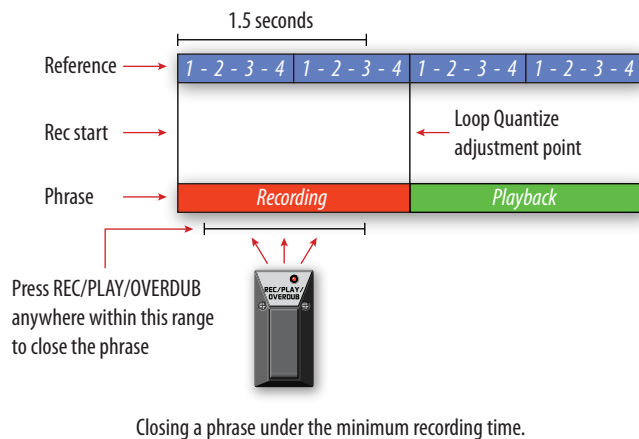 1.5 seconds
Reference
1 - 2 - 3 - 4 1 - 2 - 3 - 4 1 - 2 - 3 - 4 1 - 2 - 3 - 4
Rec start
Loop Quantize
adjustment point
Phrase
Recording
Playback
Press REC/PLAY/OVERDUB
anywhere within this range
to close the phrase
REC/PLAY/
OVERDUB
Closing a phrase under the minimum recording time.